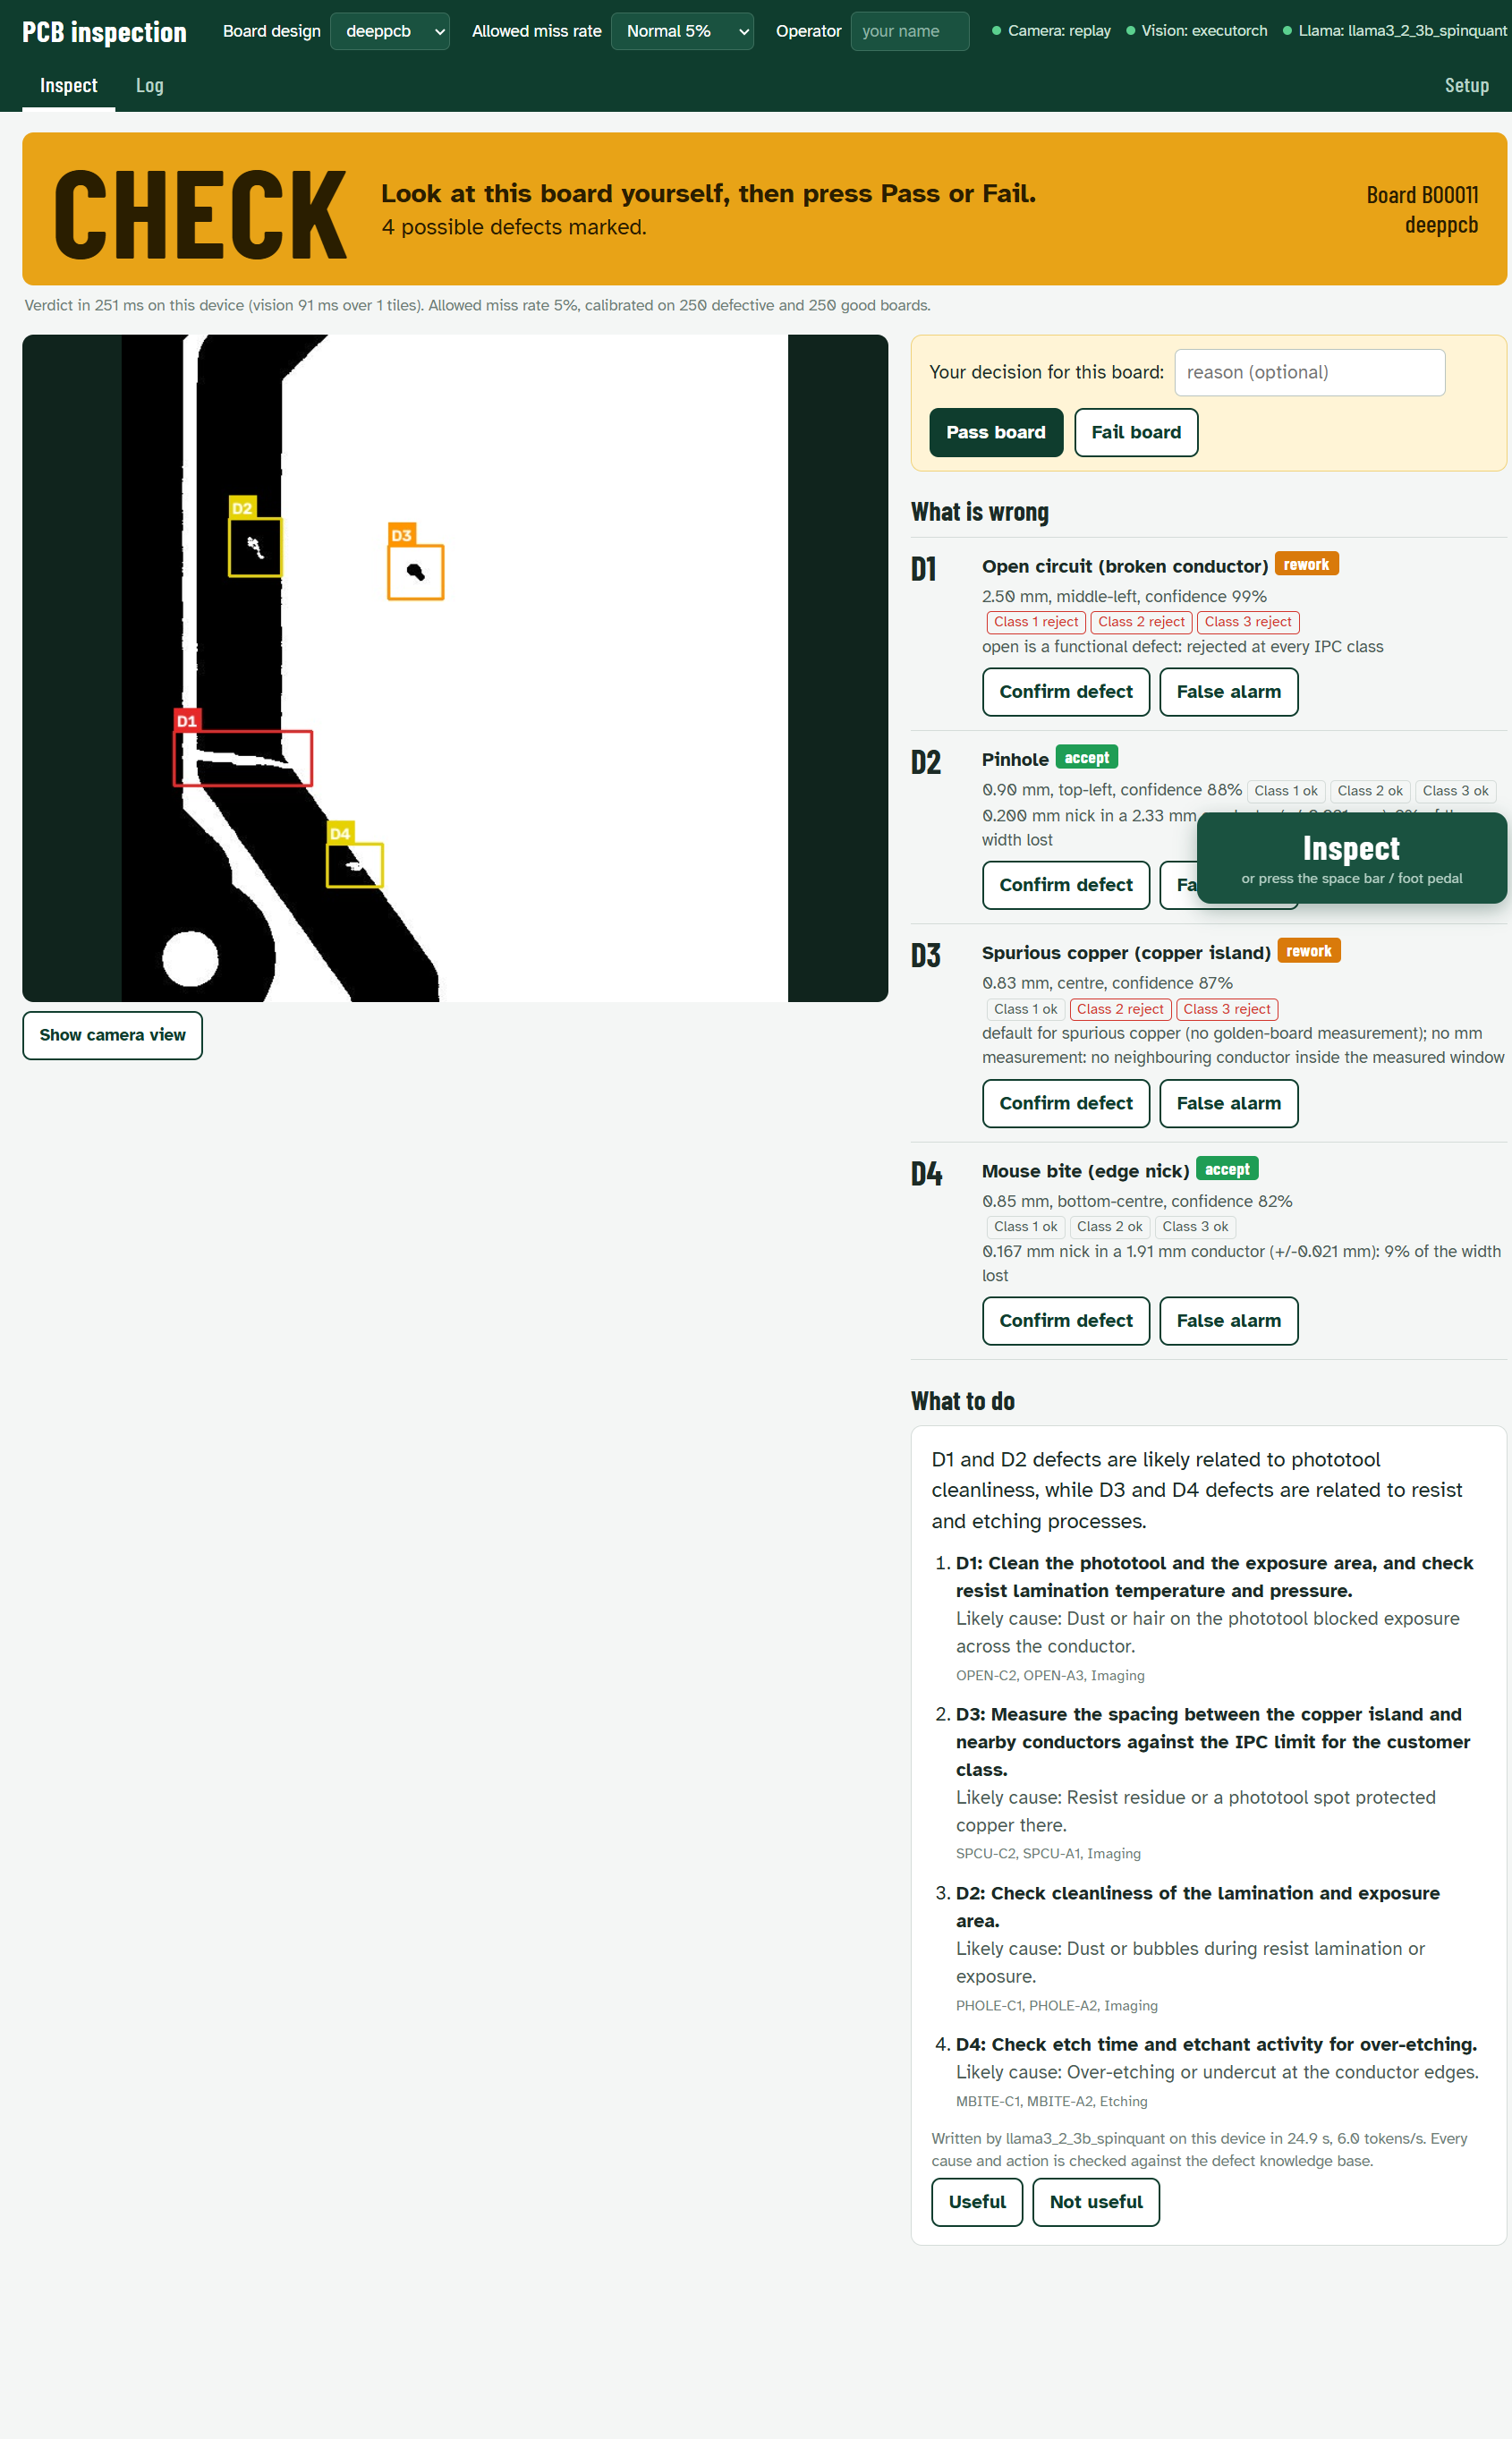 PCB inspection
Board design
deeppcb
Allowed miss rate
Normal 5%
Operator
your name
Camera: replay
Vision: executorch
Llama: llama3_2_3b_spinquant
Inspect
Log
Setup
CHECK
Look at this board yourself, then press Pass or Fail.
4 possible defects marked.
Board B00011
deeppcb
Verdict in 251 ms on this device (vision 91 ms over 1 tiles). Allowed miss rate 5%, calibrated on 250 defective and 250 good boards.
D2
D3
D1
D4
Show camera view
Your decision for this board:
reason (optional)
Pass board
Fail board
What is wrong
D1
Open circuit (broken conductor) rework
2.50 mm, middle-left, confidence 99%
Class 1 reject Class 2 reject Class 3 reject
open is a functional defect: rejected at every IPC class
Confirm defect
False alarm
D2
Pinhole accept
0.90 mm, top-left, confidence 88% Class 1 ok Class 2 ok Class 3 ok
0.200 mm nick in a 2.33 mm
width lost
Confirm defect
Fa
Inspect
or press the space bar / foot pedal
D3
Spurious copper (copper island) rework
0.83 mm, centre, confidence 87%
Class 1 ok Class 2 reject Class 3 reject
default for spurious copper (no golden-board measurement); no mm
measurement: no neighbouring conductor inside the measured window
Confirm defect
False alarm
D4
Mouse bite (edge nick) accept
0.85 mm, bottom-centre, confidence 82%
Class 1 ok Class 2 ok Class 3 ok
0.167 mm nick in a 1.91 mm conductor (+/-0.021 mm): 9% of the width
lost
Confirm defect
False alarm
What to do
D1 and D2 defects are likely related to phototool
cleanliness, while D3 and D4 defects are related to resist
and etching processes.
1. D1: Clean the phototool and the exposure area, and check
resist lamination temperature and pressure.
Likely cause: Dust or hair on the phototool blocked exposure
across the conductor.
OPEN-C2, OPEN-A3, Imaging
2. D3: Measure the spacing between the copper island and
nearby conductors against the IPC limit for the customer
class.
Likely cause: Resist residue or a phototool spot protected
copper there.
SPCU-C2, SPCU-A1, Imaging
3. D2: Check cleanliness of the lamination and exposure
area.
Likely cause: Dust or bubbles during resist lamination or
exposure.
PHOLE-C1, PHOLE-A2, Imaging
4. D4: Check etch time and etchant activity for over-etching.
Likely cause: Over-etching or undercut at the conductor edges.
MBITE-C1, MBITE-A2, Etching
Written by llama3_2_3b_spinquant on this device in 24.9 s, 6.0 tokens/s. Every
cause and action is checked against the defect knowledge base.
Useful
Not useful